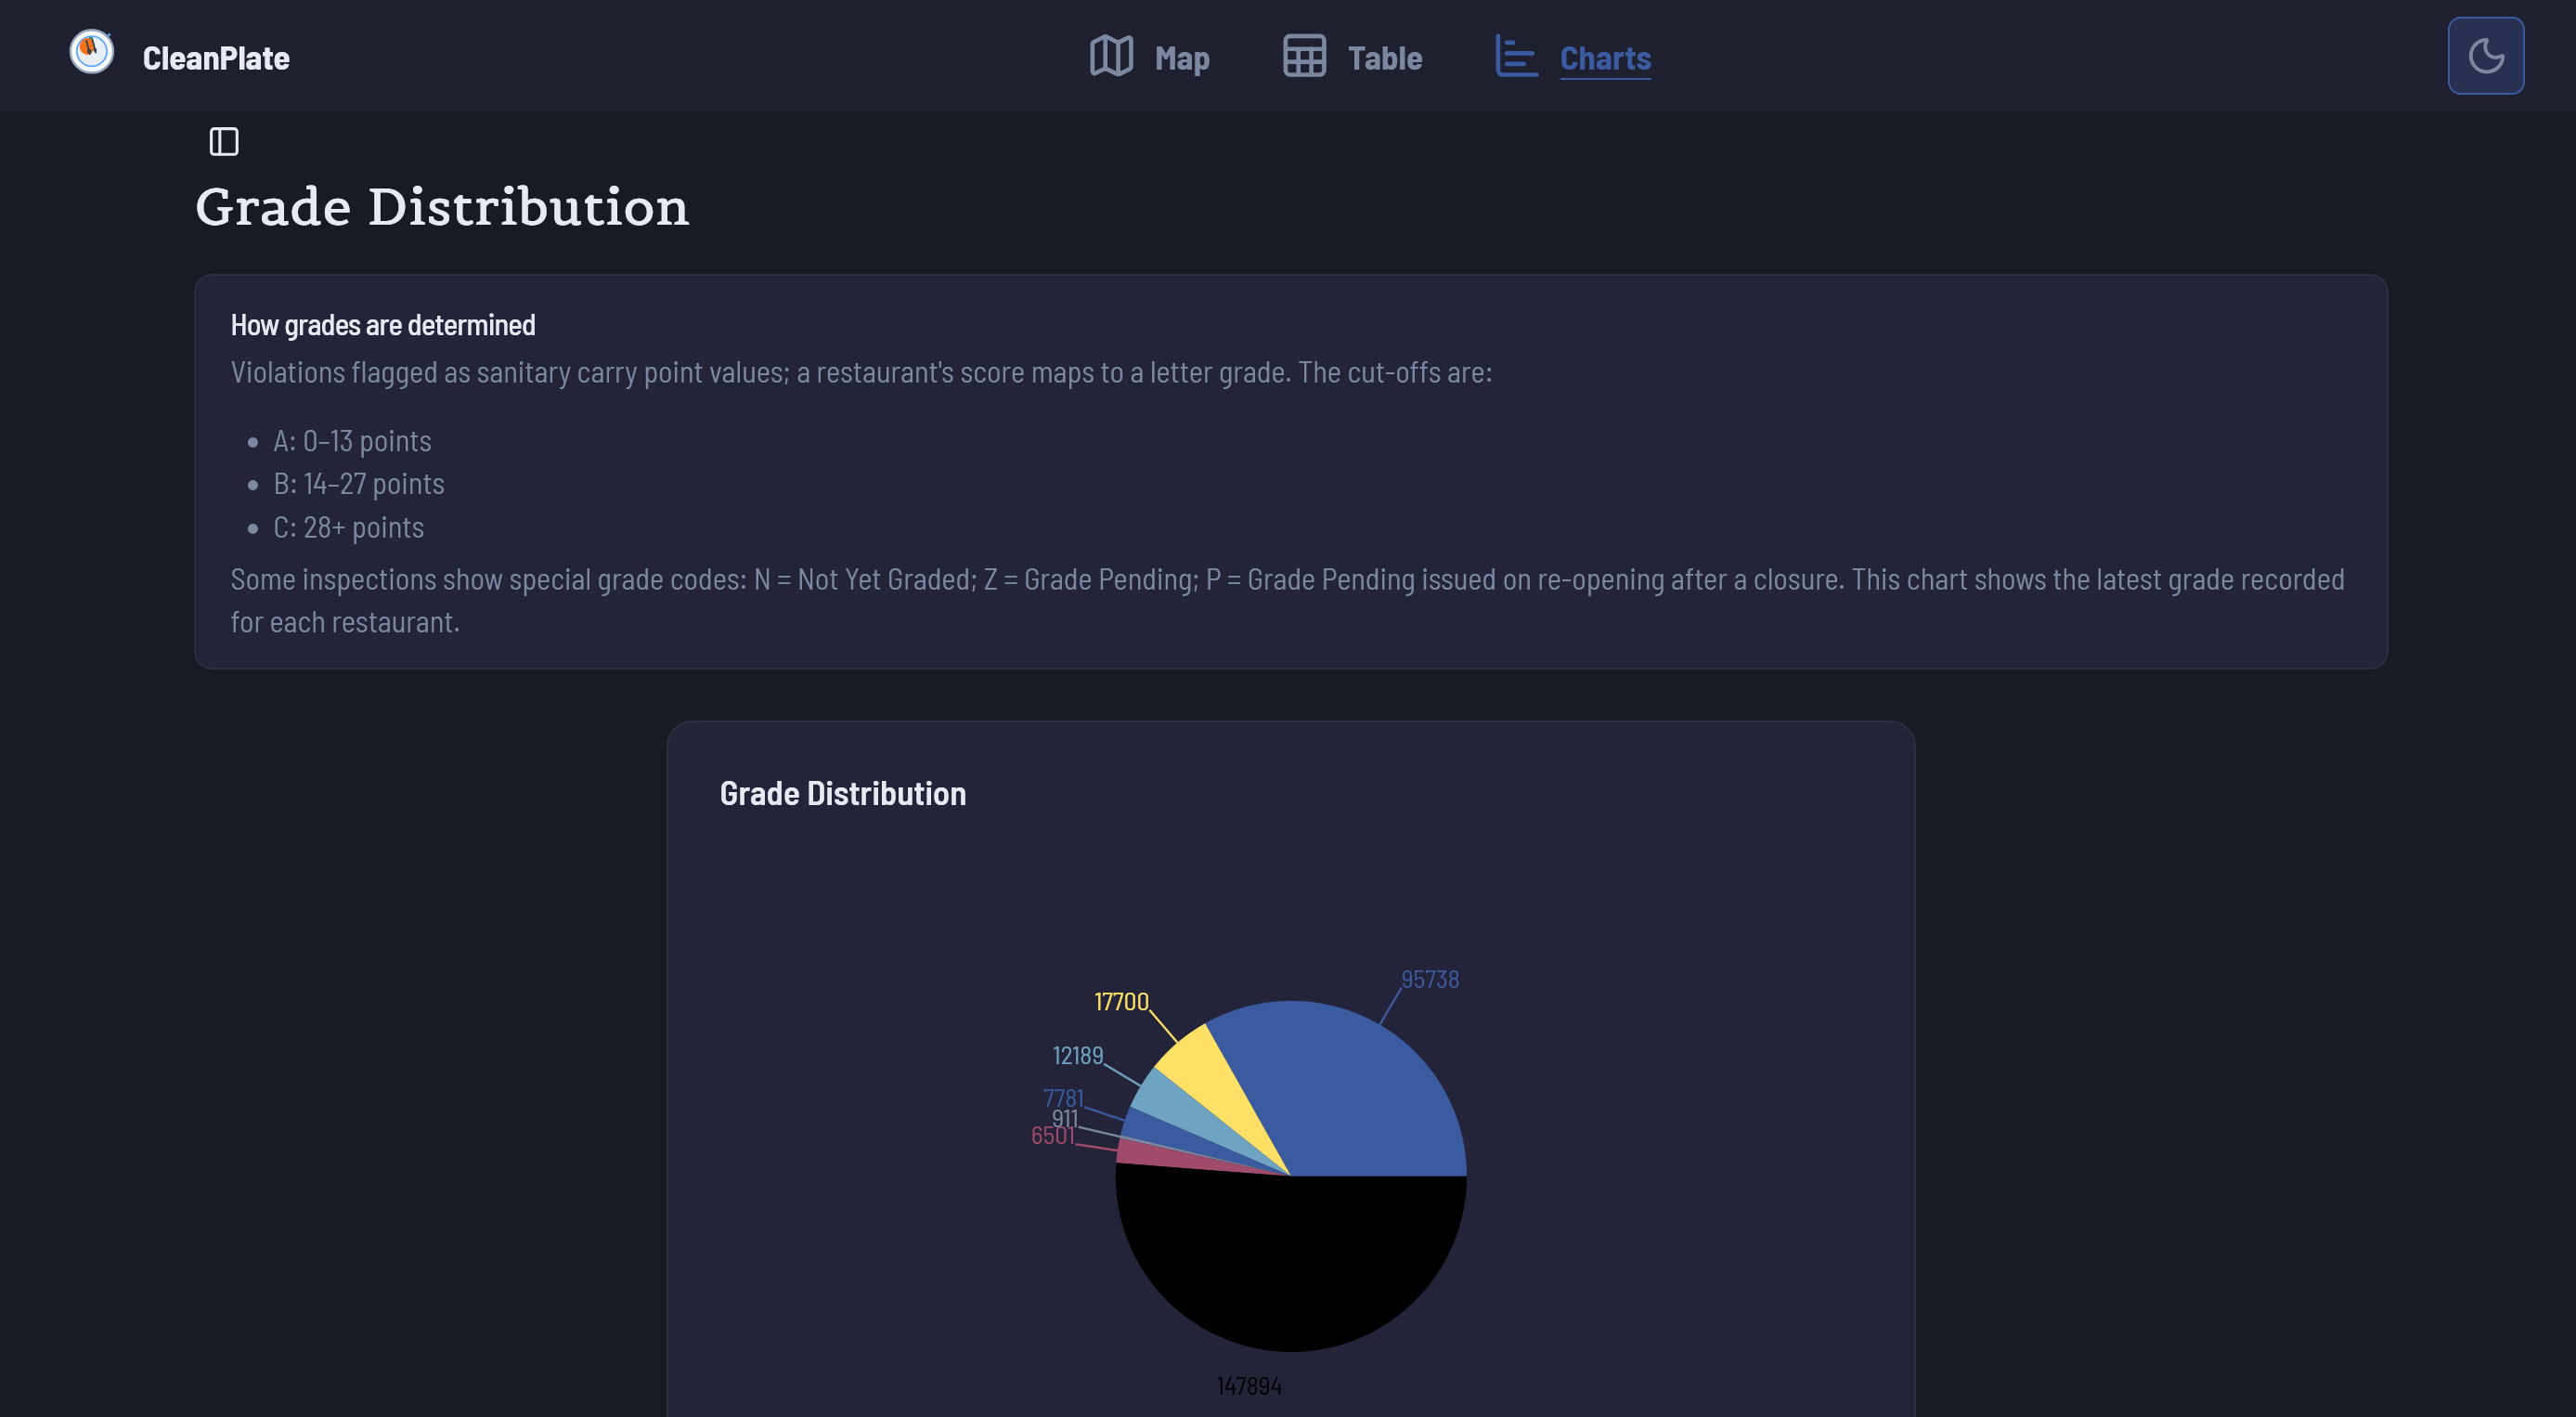 CleanPlate
Map
Table
Charts
Grade Distribution
How grades are determined
Violations flagged as sanitary carry point values; a restaurant's score maps to a letter grade. The cut-offs are:
• A: 0–13 points
• B: 14–27 points
• C: 28+ points
Some inspections show special grade codes: N = Not Yet Graded; Z = Grade Pending; P = Grade Pending issued on re-opening after a closure. This chart shows the latest grade recorded
for each restaurant.
Grade Distribution
95738
17700
12189
7781
911
6501
147894